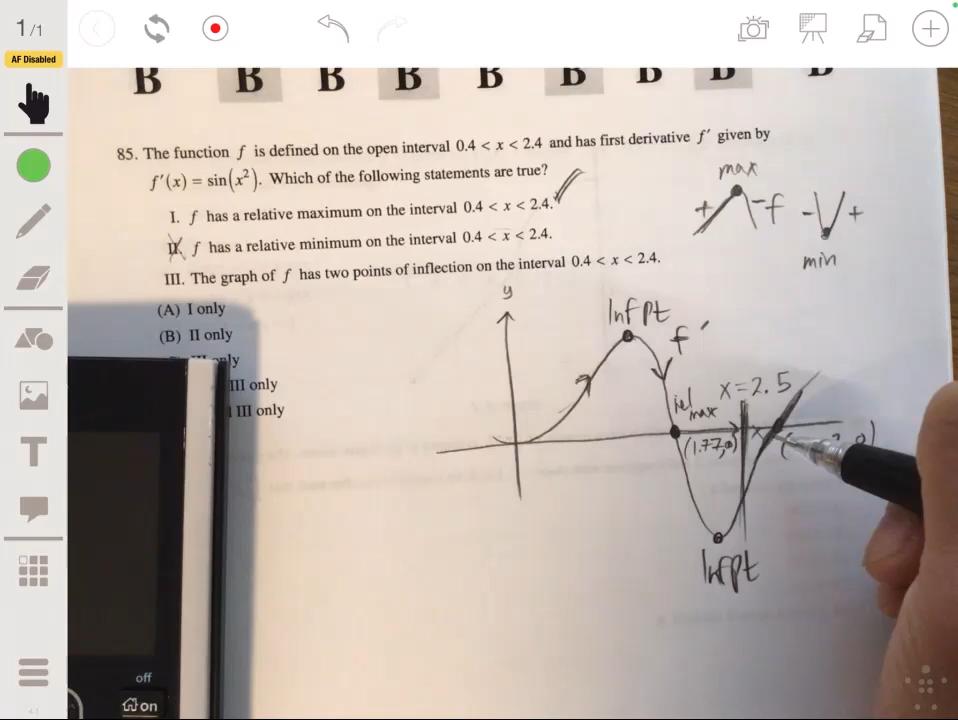 1/1
AF Disabled
B B B B B B B B B
85. The function f is defined on the open interval 0.4 < x < 2.4 and has first derivative f′ given by
f′(x) = sin(x²). Which of the following statements are true?
I. f has a relative maximum on the interval 0.4 < x < 2.4.
II. f has a relative minimum on the interval 0.4 < x < 2.4.
III. The graph of f has two points of inflection on the interval 0.4 < x < 2.4.
(A) I only
(B) II only
only
III only
III only
max
+ - f - +
min
y
Inf pt
f′
rel max
x = 2.5
(1.77, 0)
x
Inf pt
off
on
T